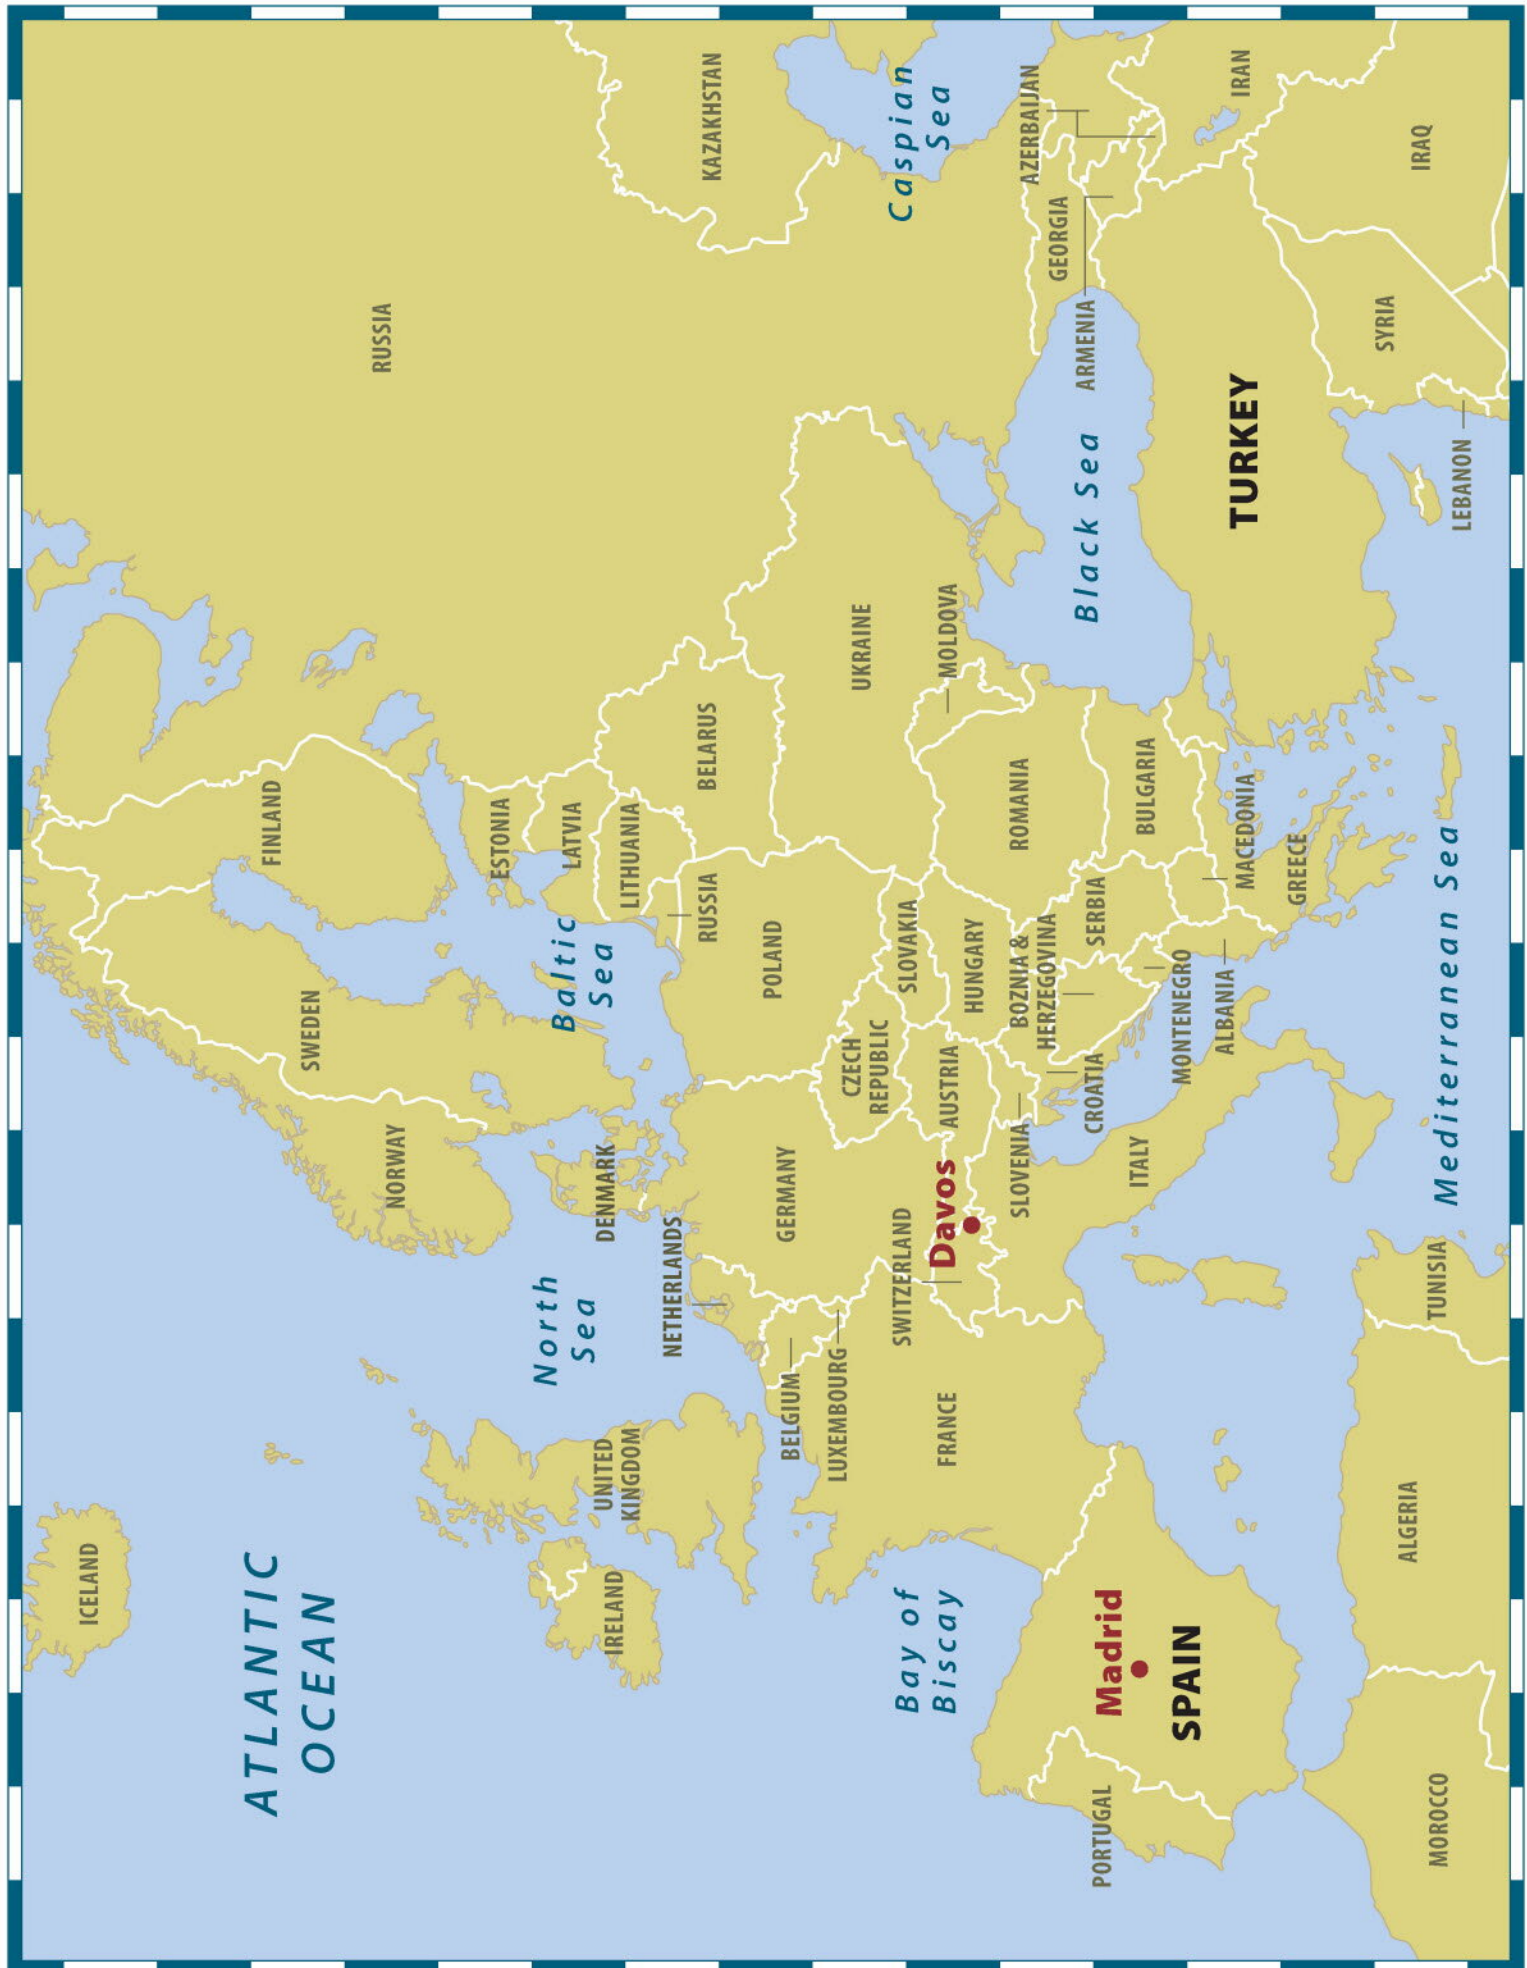 ICELAND
ATLANTIC
OCEAN
NORWAY
SWEDEN
FINLAND
RUSSIA
KAZAKHSTAN
ESTONIA
LATVIA
LITHUANIA
RUSSIA
BELARUS
Baltic
Sea
North
Sea
DENMARK
UNITED
KINGDOM
IRELAND
NETHERLANDS
BELGIUM
LUXEMBOURG
GERMANY
POLAND
CZECH
REPUBLIC
SLOVAKIA
UKRAINE
MOLDOVA
Caspian
Sea
FRANCE
SWITZERLAND
Davos
AUSTRIA
HUNGARY
ROMANIA
Bay of
Biscay
SLOVENIA
CROATIA
BOZNIA &
HERZEGOVINA
SERBIA
BULGARIA
Black Sea
GEORGIA
ARMENIA
AZERBAIJAN
PORTUGAL
Madrid
SPAIN
ITALY
MONTENEGRO
ALBANIA
MACEDONIA
GREECE
TURKEY
IRAN
IRAQ
SYRIA
LEBANON
Mediterranean Sea
MOROCCO
ALGERIA
TUNISIA